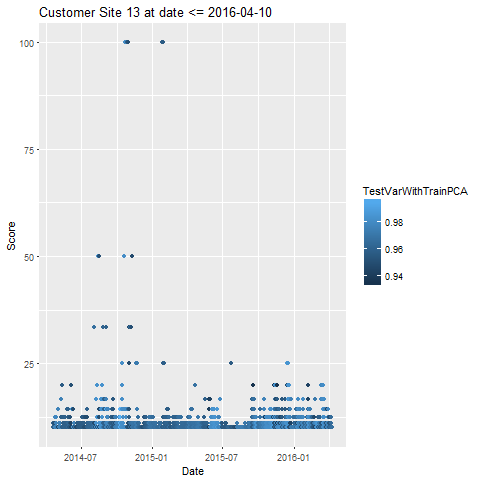 Customer Site 13 at date <= 2016-04-10
100
75
50
25
Score
2014-07
2015-01
2015-07
2016-01
Date
TestVarWithTrainPCA
0.98
0.96
0.94